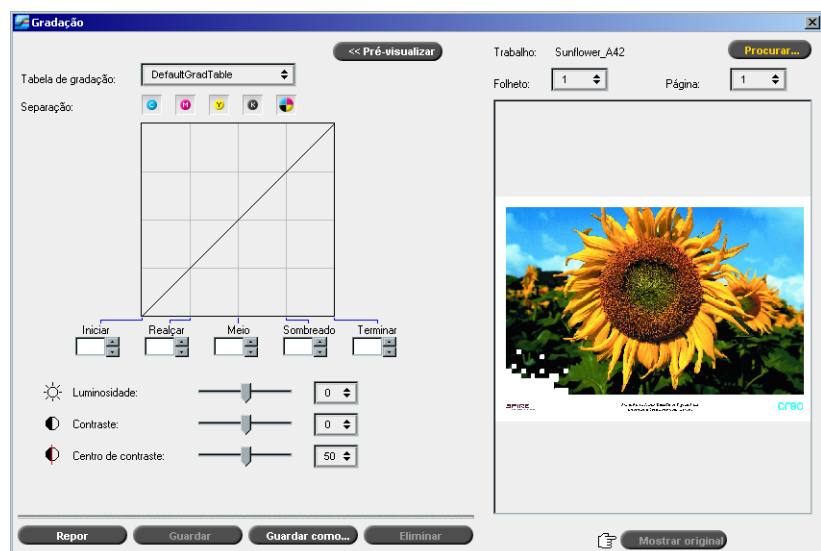 Gradação
<< Pré-visualizar
Tabela de gradação: DefaultGradTable
Separação: C M Y K
Iniciar Realçar Meio Sombreado Terminar
Luminosidade: 0
Contraste: 0
Centro de contraste: 50
Repor Guardar Guardar como... Eliminar
Trabalho: Sunflower_A42 Procurar...
Folheto: 1 Página: 1
SPIRE
creo
Mostrar original